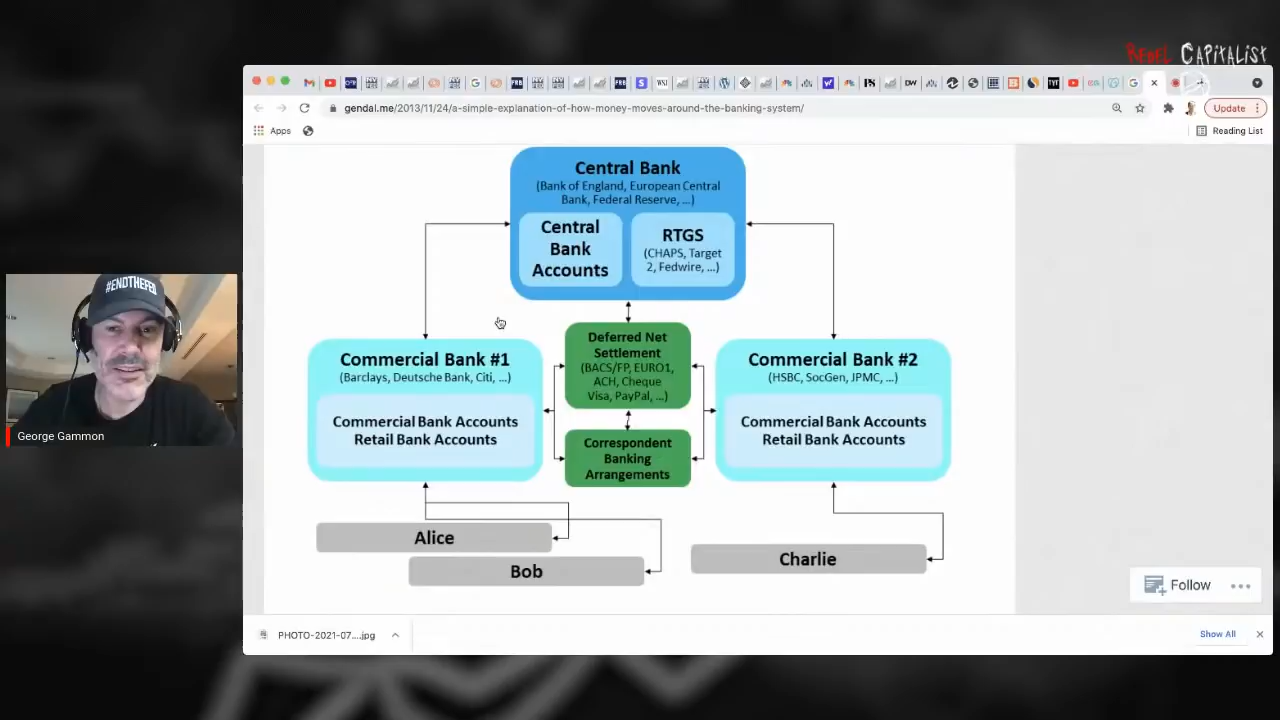 REBEL CAPITALIST
gendal.me/2013/11/24/a-simple-explanation-of-how-money-moves-around-the-banking-system/
Update
Apps
Reading List
Central Bank
(Bank of England, European Central
Bank, Federal Reserve, ...)
Central
Bank
Accounts
RTGS
(CHAPS, Target
2, Fedwire, ...)
Deferred Net
Settlement
(BACS/FP, EURO1,
ACH, Cheque
Visa, PayPal, ...)
Commercial Bank #1
(Barclays, Deutsche Bank, Citi, ...)
Commercial Bank Accounts
Retail Bank Accounts
Commercial Bank #2
(HSBC, SocGen, JPMC, ...)
Commercial Bank Accounts
Retail Bank Accounts
Correspondent
Banking
Arrangements
Alice
Bob
Charlie
#ENDTHEFED
George Gammon
Follow
PHOTO-2021-07....jpg
Show All